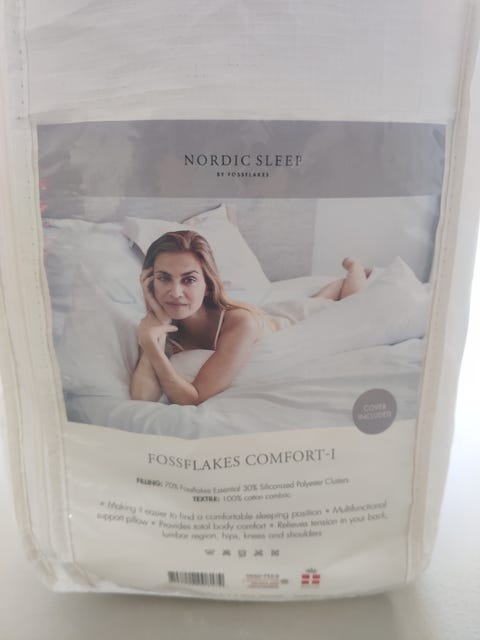 NORDIC SLEEP
BY FOSSFLAKES
COVER
INCLUDED
FOSSFLAKES COMFORT-I
FILLING: 70% Fossflakes Essential 30% Siliconized Polyester Clusters
TEXTILE: 100% cotton cambric
• Making it easier to find a comfortable sleeping position • Multifunctional
support pillow • Provides total body comfort • Relieves tension in your back,
lumbar region, hips, knees and shoulders